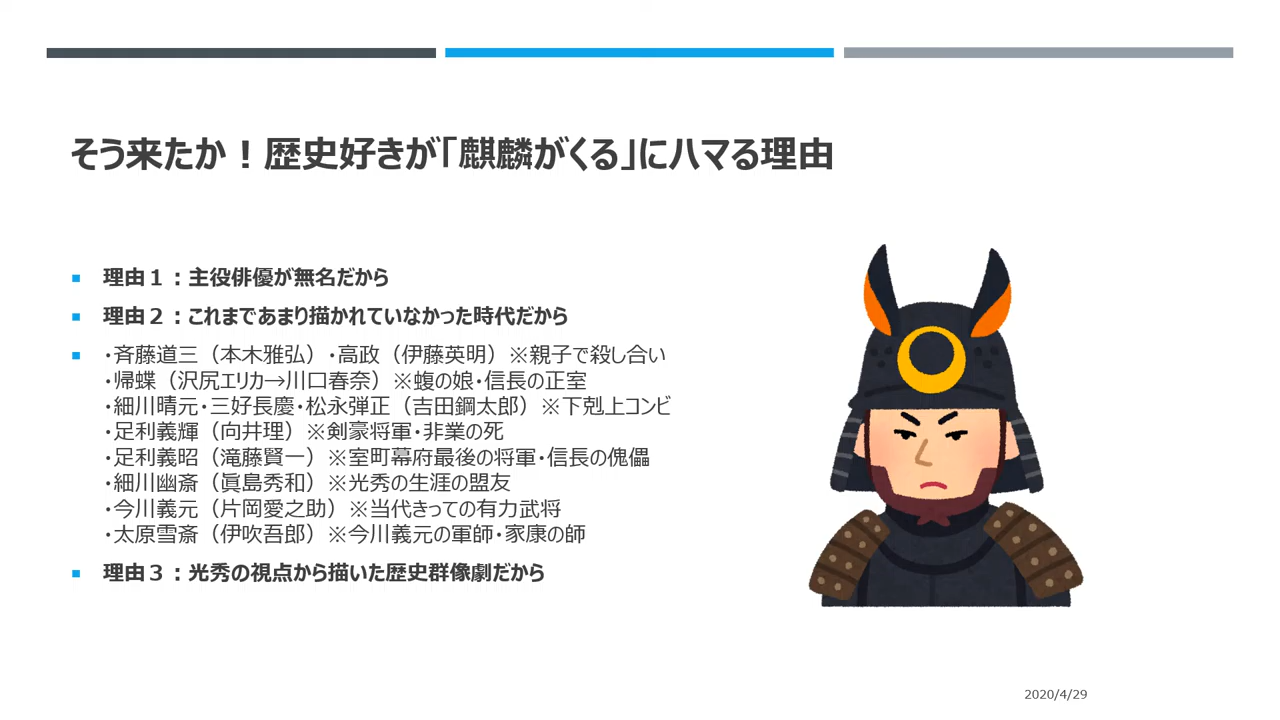 そう来たか！歴史好きが「麒麟がくる」にハマる理由
理由１：主役俳優が無名だから
理由２：これまであまり描かれていなかった時代だから
・斉藤道三（本木雅弘）・高政（伊藤英明）※親子で殺し合い
・帰蝶（沢尻エリカ→川口春奈）※蝮の娘・信長の正室
・細川晴元・三好長慶・松永弾正（吉田鋼太郎）※下剋上コンビ
・足利義輝（向井理）※剣豪将軍・非業の死
・足利義昭（滝藤賢一）※室町幕府最後の将軍・信長の傀儡
・細川幽斎（眞島秀和）※光秀の生涯の盟友
・今川義元（片岡愛之助）※当代きっての有力武将
・太原雪斎（伊吹吾郎）※今川義元の軍師・家康の師
理由３：光秀の視点から描いた歴史群像劇だから
2020/4/29